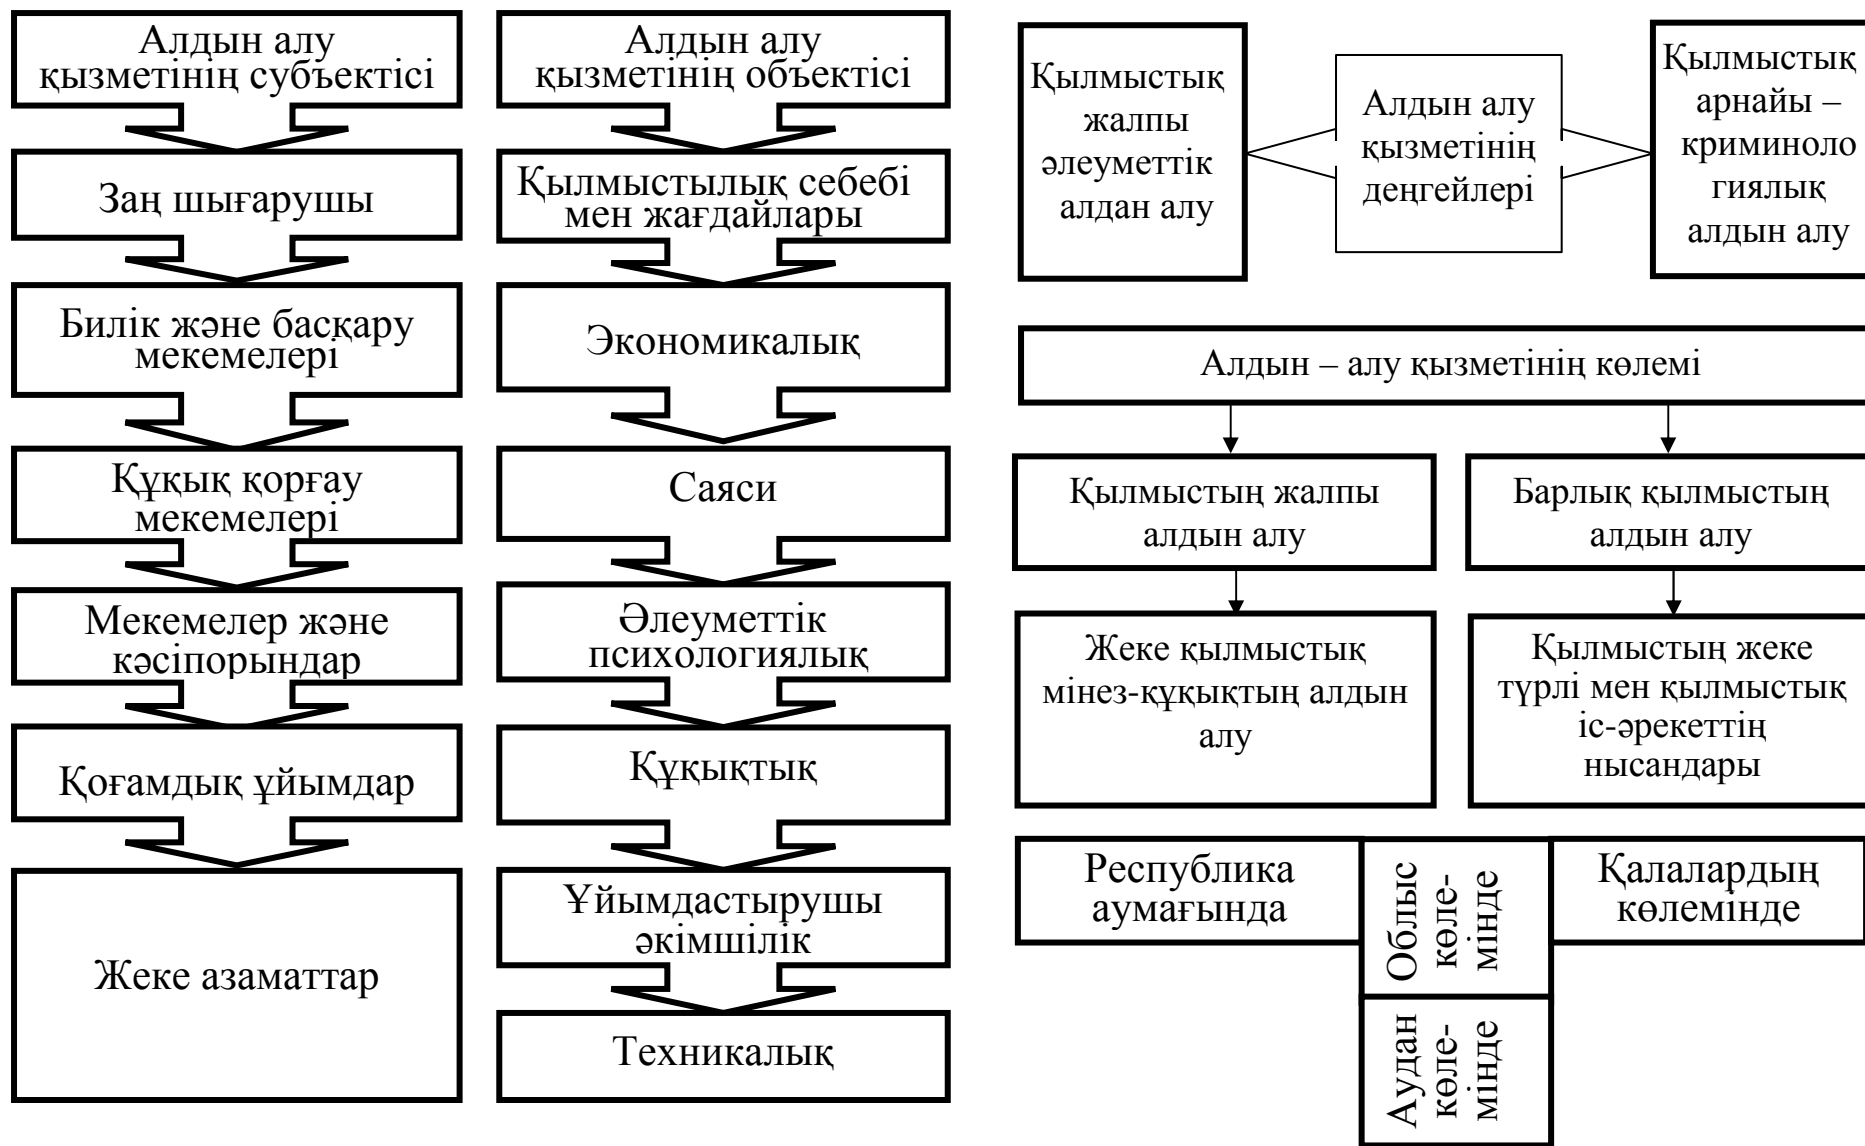 Алдын алу
қызметінің субъектісі
Заң шығарушы
Билік және басқару
мекемелері
Құқық қорғау
мекемелері
Мекемелер және
кәсіпорындар
Қоғамдық ұйымдар
Жеке азаматтар
Алдын алу
қызметінің объектісі
Қылмыстылық себебі
мен жағдайлары
Экономикалық
Саяси
Әлеуметтік
психологиялық
Құқықтық
Ұйымдастырушы
әкімшілік
Техникалық
Қылмыстық
жалпы
әлеуметтік
алдан алу
Алдын алу
қызметінің
деңгейлері
Қылмыстық
арнайы –
криминоло
гиялық
алдын алу
Алдын – алу қызметінің көлемі
Қылмыстың жалпы
алдын алу
Барлық қылмыстың
алдын алу
Жеке қылмыстық
мінез-құқықтың алдын
алу
Қылмыстың жеке
түрлі мен қылмыстық
іс-әрекеттің
нысандары
Республика
аумағында
Облыс
көле-
мінде
Қалалардың
көлемінде
Аудан
көле-
мінде